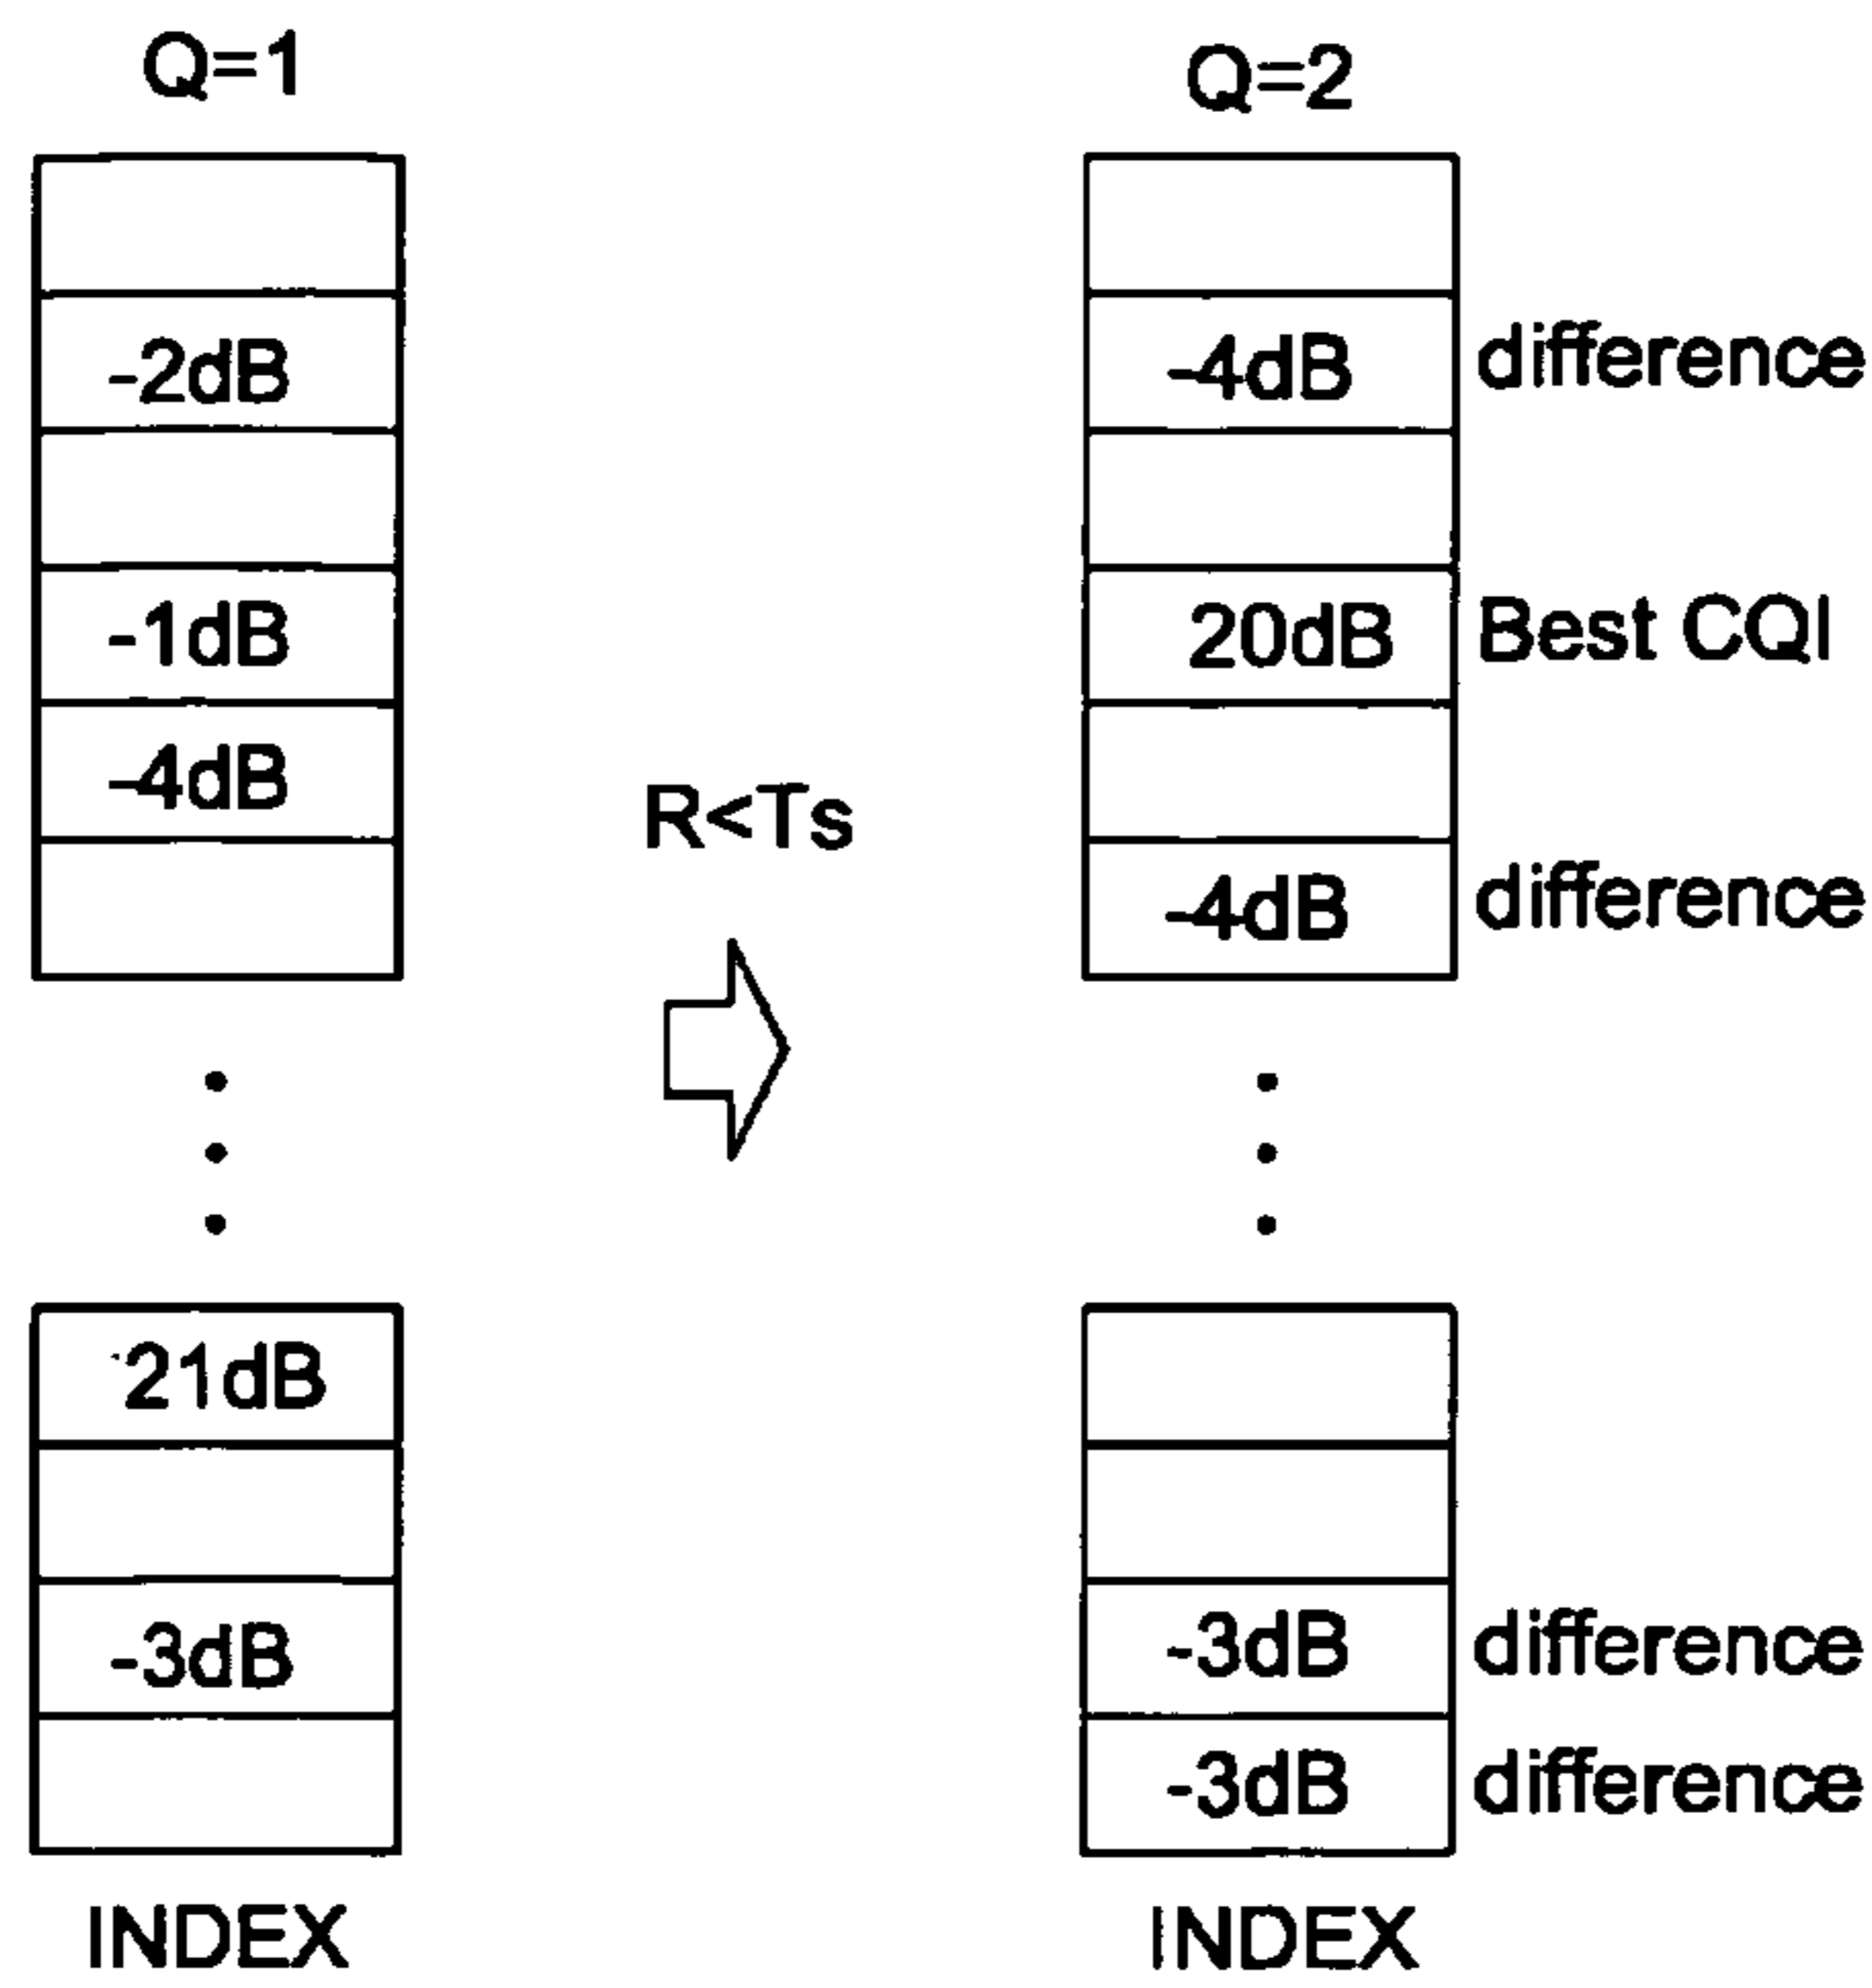 Q=1
-2dB
-1dB
-4dB
21dB
-3dB
INDEX
R<Ts
Q=2
-4dB difference
20dB Best CQI
-4dB difference
-3dB difference
-3dB difference
INDEX